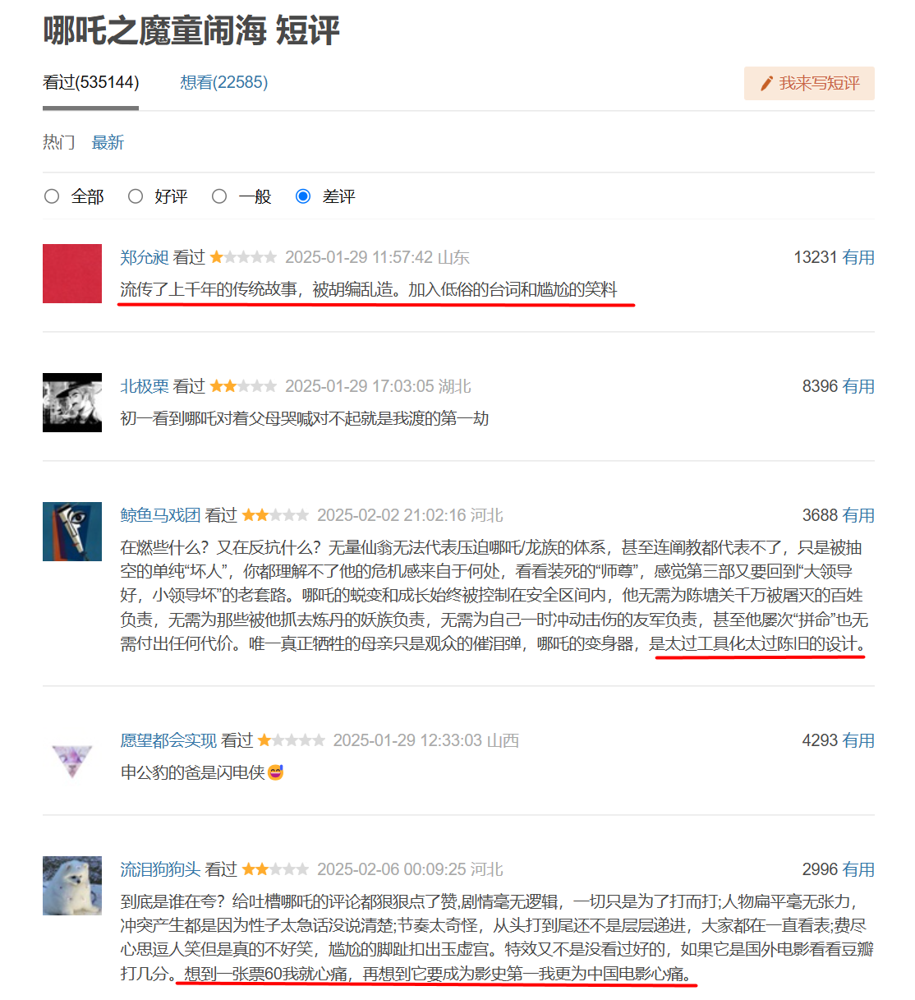 哪吒之魔童闹海 短评
看过(535144) 想看(22585) 我来写短评
热门 最新
全部 好评 一般 差评
郑允昶 看过 2025-01-29 11:57:42 山东 13231 有用
流传了上千年的传统故事，被胡编乱造。加入低俗的台词和尴尬的笑料
北极栗 看过 2025-01-29 17:03:05 湖北 8396 有用
初一看到哪吒对着父母哭喊对不起就是我渡的第一劫
鲸鱼马戏团 看过 2025-02-02 21:02:16 河北 3688 有用
在燃些什么？又在反抗什么？无量仙翁无法代表压迫哪吒/龙族的体系，甚至连阐教都代表不了，只是被抽
空的单纯“坏人”，你都理解不了他的危机感来自于何处，看看装死的“师尊”，感觉第三部又要回到“大领导
好，小领导坏”的老套路。哪吒的蜕变和成长始终被控制在安全区间内，他无需为陈塘关千万被屠灭的百姓
负责，无需为那些被他抓去炼丹的妖族负责，无需为自己一时冲动击伤的友军负责，甚至他屡次“拼命”也无
需付出任何代价。唯一真正牺牲的母亲只是观众的催泪弹，哪吒的变身器，是太过工具化太过陈旧的设计。
愿望都会实现 看过 2025-01-29 12:33:03 山西 4293 有用
申公豹的爸是闪电侠😅
流泪狗狗头 看过 2025-02-06 00:09:25 河北 2996 有用
到底是谁在夸？给吐槽哪吒的评论都狠狠点了赞,剧情毫无逻辑，一切只是为了打而打;人物扁平毫无张力，
冲突产生都是因为性子太急话没说清楚;节奏太奇怪，从头打到尾还不是层层递进，大家都在一直看表;费尽
心思逗人笑但是真的不好笑，尴尬的脚趾扣出玉虚宫。特效又不是没看过好的，如果它是国外电影看看豆瓣
打几分。想到一张票60我就心痛，再想到它要成为影史第一我更为中国电影心痛。